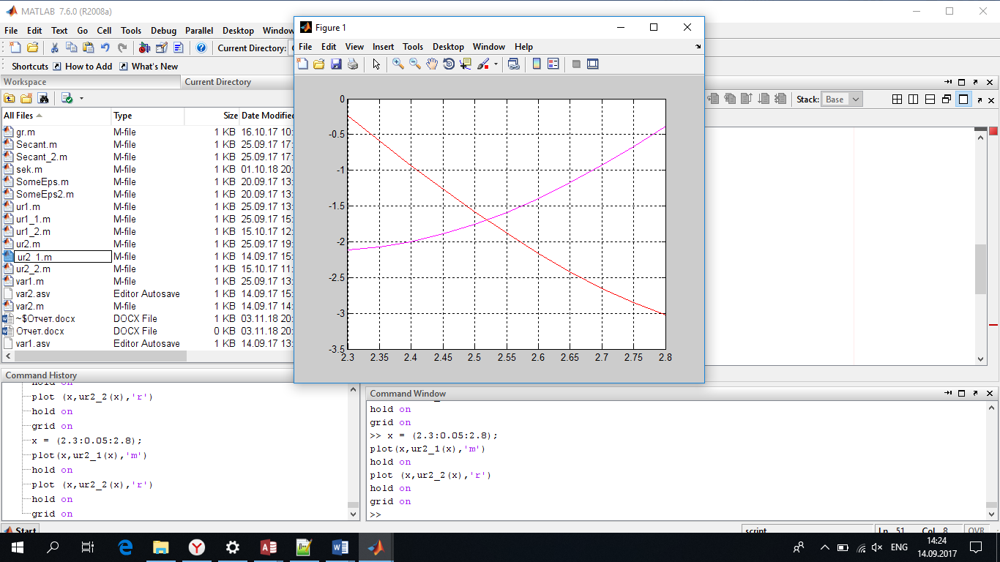 MATLAB 7.6.0 (R2008a)
File Edit Text Go Cell Tools Debug Parallel Desktop Window
Current Directory:
Shortcuts How to Add What's New
Workspace
Current Directory
All Files Type Size Date Modified
gr.m M-file 1 KB 16.10.17 10:
Secant.m M-file 1 KB 25.09.17 17:
Secant_2.m M-file 1 KB 25.09.17 17:
sek.m M-file 1 KB 01.10.18 20:
SomeEps.m M-file 1 KB 20.09.17 13:
SomeEps2.m M-file 1 KB 20.09.17 13:
ur1.m M-file 1 KB 25.09.17 13:
ur1_1.m M-file 1 KB 25.09.17 15:
ur1_2.m M-file 1 KB 15.10.17 12:
ur2.m M-file 1 KB 25.09.17 19:
ur2_1.m M-file 1 KB 14.09.17 15:
ur2_2.m M-file 1 KB 15.10.17 11:
var1.m M-file 1 KB 25.09.17 13:
var2.asv Editor Autosave 1 KB 14.09.17 15:
var2.m M-file 1 KB 14.09.17 14:
~$Отчет.docx DOCX File 1 KB 03.11.18 20:
Отчет.docx DOCX File 0 KB 03.11.18 20:
var1.asv Editor Autosave 1 KB 14.09.17 13:
Figure 1
File Edit View Insert Tools Desktop Window Help
0
-0.5
-1
-1.5
-2
-2.5
-3
-3.5
2.3 2.35 2.4 2.45 2.5 2.55 2.6 2.65 2.7 2.75 2.8
Stack: Base
Command History
hold on
plot (x,ur2_2(x),'r')
hold on
grid on
x = (2.3:0.05:2.8);
plot(x,ur2_1(x),'m')
hold on
plot (x,ur2_2(x),'r')
hold on
grid on
Command Window
hold on
grid on
>> x = (2.3:0.05:2.8);
plot(x,ur2_1(x),'m')
hold on
plot (x,ur2_2(x),'r')
hold on
grid on
>>
Start
script Ln 51 Col 8 OVR
ENG
14:24
14.09.2017